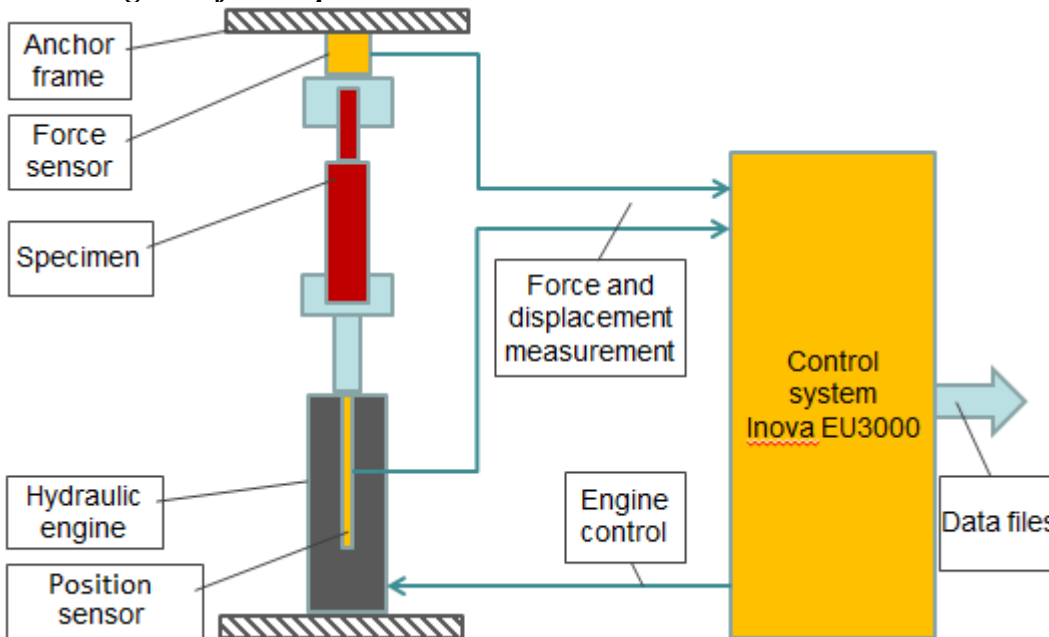 Anchor
frame
Force
sensor
Specimen
Force and
displacement
measurement
Control
system
Inova EU3000
Hydraulic
engine
Engine
control
Data files
Position
sensor